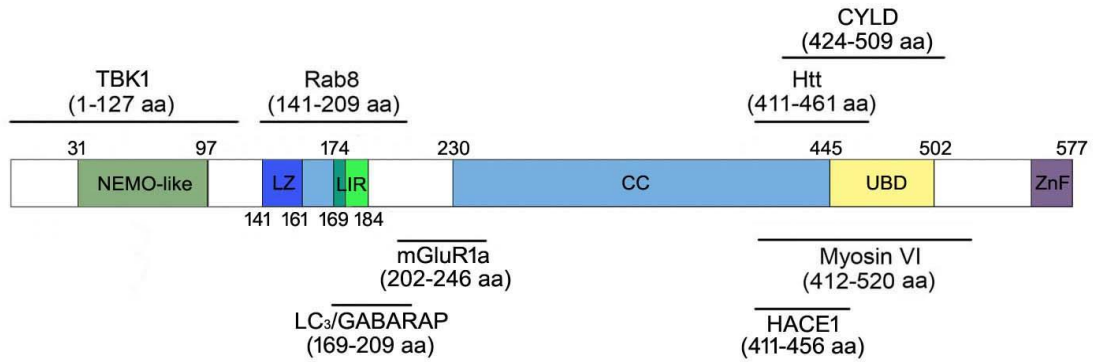 CYLD
(424-509 aa)
TBK1
(1-127 aa)
Rab8
(141-209 aa)
Htt
(411-461 aa)
31 97 174 230 445 502 577
NEMO-like LZ LIR CC UBD ZnF
141 161 169 184
mGluR1a
(202-246 aa)
Myosin VI
(412-520 aa)
LC₃/GABARAP
(169-209 aa)
HACE1
(411-456 aa)